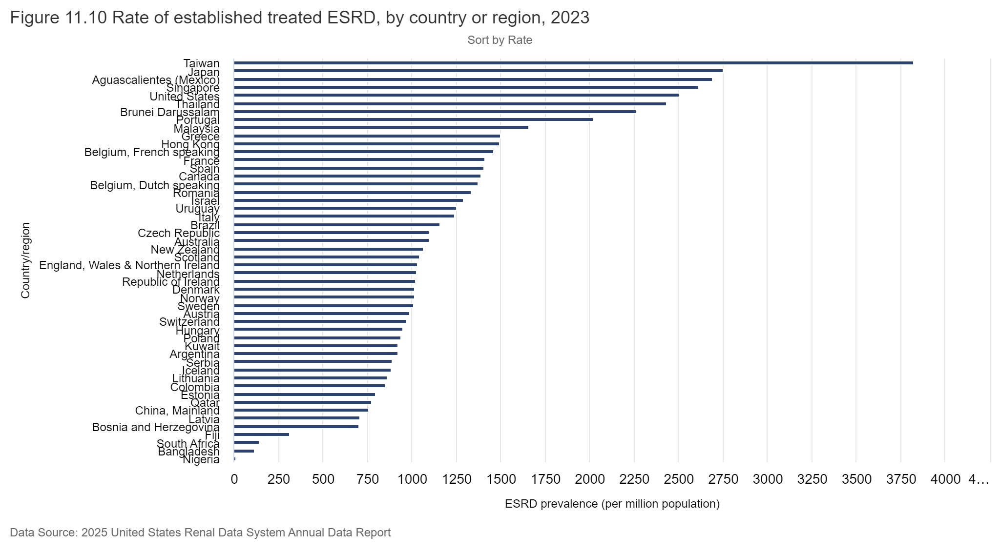 Figure 11.10 Rate of established treated ESRD, by country or region, 2023
Sort by Rate
Country/region
Taiwan
Japan
Aguascalientes (Mexico)
Singapore
United States
Thailand
Brunei Darussalam
Portugal
Malaysia
Greece
Hong Kong
Belgium, French speaking
France
Spain
Canada
Belgium, Dutch speaking
Romania
Israel
Uruguay
Italy
Brazil
Czech Republic
Australia
New Zealand
Scotland
England, Wales & Northern Ireland
Netherlands
Republic of Ireland
Denmark
Norway
Sweden
Austria
Switzerland
Hungary
Poland
Kuwait
Argentina
Serbia
Iceland
Lithuania
Colombia
Estonia
Qatar
China, Mainland
Latvia
Bosnia and Herzegovina
Fiji
South Africa
Bangladesh
Nigeria
0 250 500 750 1000 1250 1500 1750 2000 2250 2500 2750 3000 3250 3500 3750 4000 4…
ESRD prevalence (per million population)
Data Source: 2025 United States Renal Data System Annual Data Report